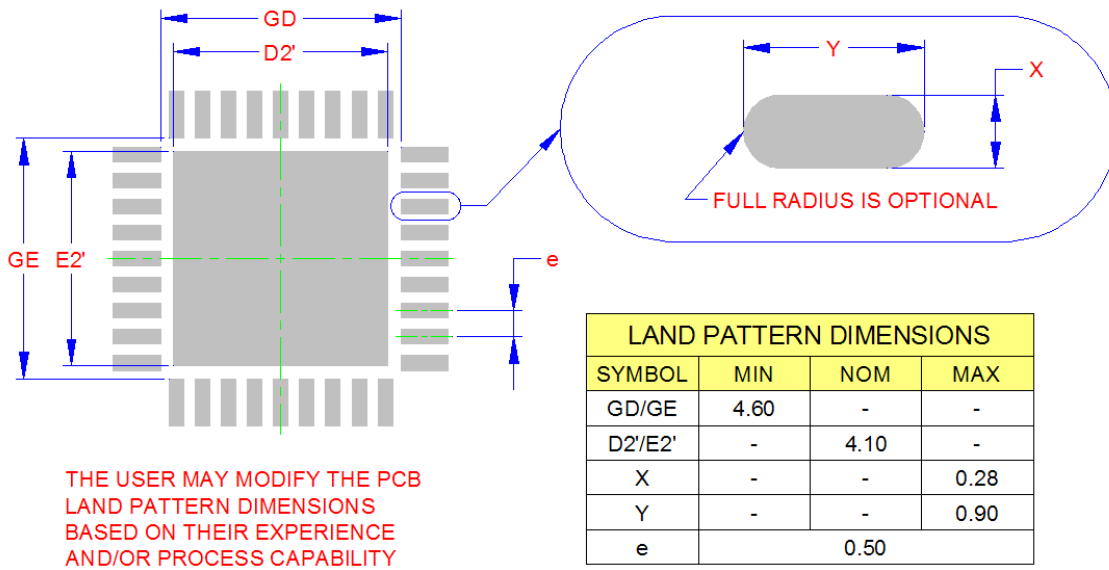 GD
D2'
GE
E2'
e
Y
X
FULL RADIUS IS OPTIONAL
THE USER MAY MODIFY THE PCB
LAND PATTERN DIMENSIONS
BASED ON THEIR EXPERIENCE
AND/OR PROCESS CAPABILITY
LAND PATTERN DIMENSIONS
SYMBOL MIN NOM MAX
GD/GE 4.60 - -
D2'/E2' - 4.10 -
X - - 0.28
Y - - 0.90
e 0.50